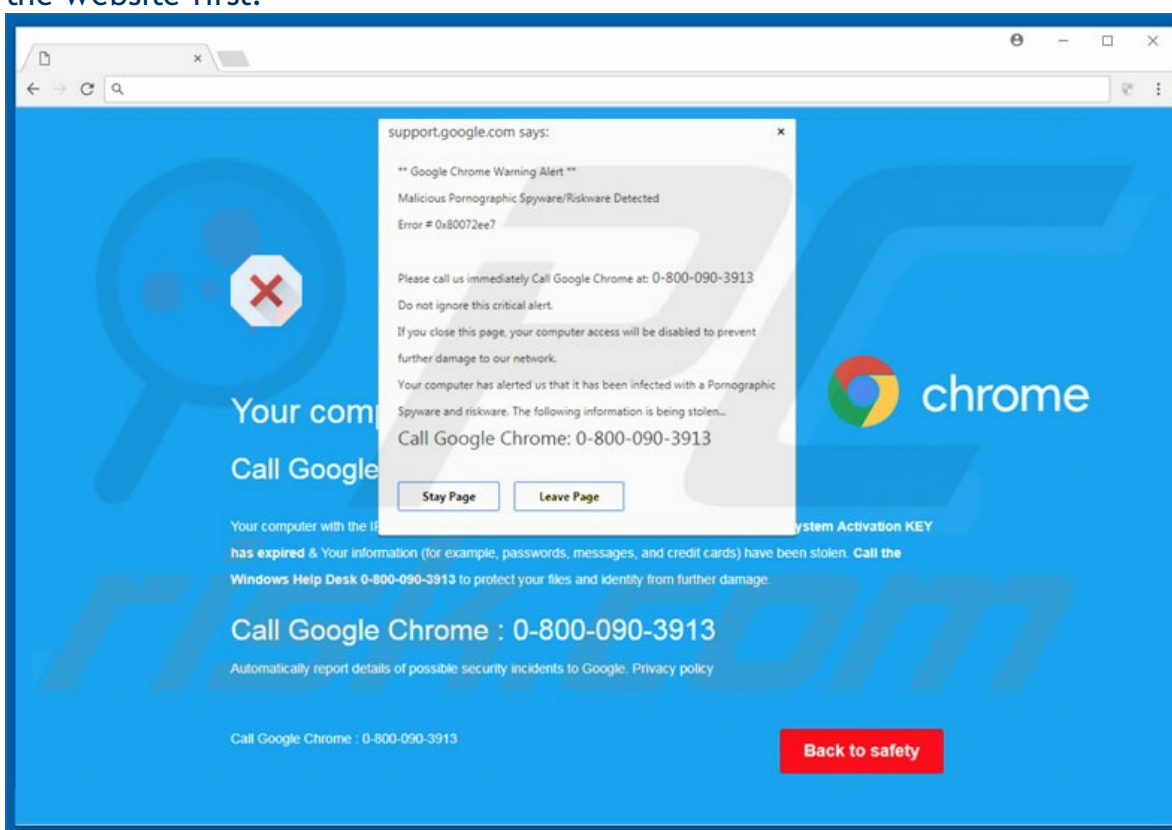 the website first.
support.google.com says:
** Google Chrome Warning Alert **
Malicious Pornographic Spyware/Riskware Detected
Error # 0x80072ee7
Please call us immediately Call Google Chrome at: 0-800-090-3913
Do not ignore this critical alert.
If you close this page, your computer access will be disabled to prevent
further damage to our network.
Your computer has alerted us that it has been infected with a Pornographic
Spyware and riskware. The following information is being stolen...
Call Google Chrome: 0-800-090-3913
Stay Page
Leave Page
chrome
Your
Call Google
Your computer with the
ystem Activation KEY
has expired & Your information (for example, passwords, messages, and credit cards) have been stolen. Call the
Windows Help Desk 0-800-090-3913 to protect your files and identity from further damage.
Call Google Chrome : 0-800-090-3913
Automatically report details of possible security incidents to Google. Privacy policy
Call Google Chrome : 0-800-090-3913
Back to safety
PC
risk.com